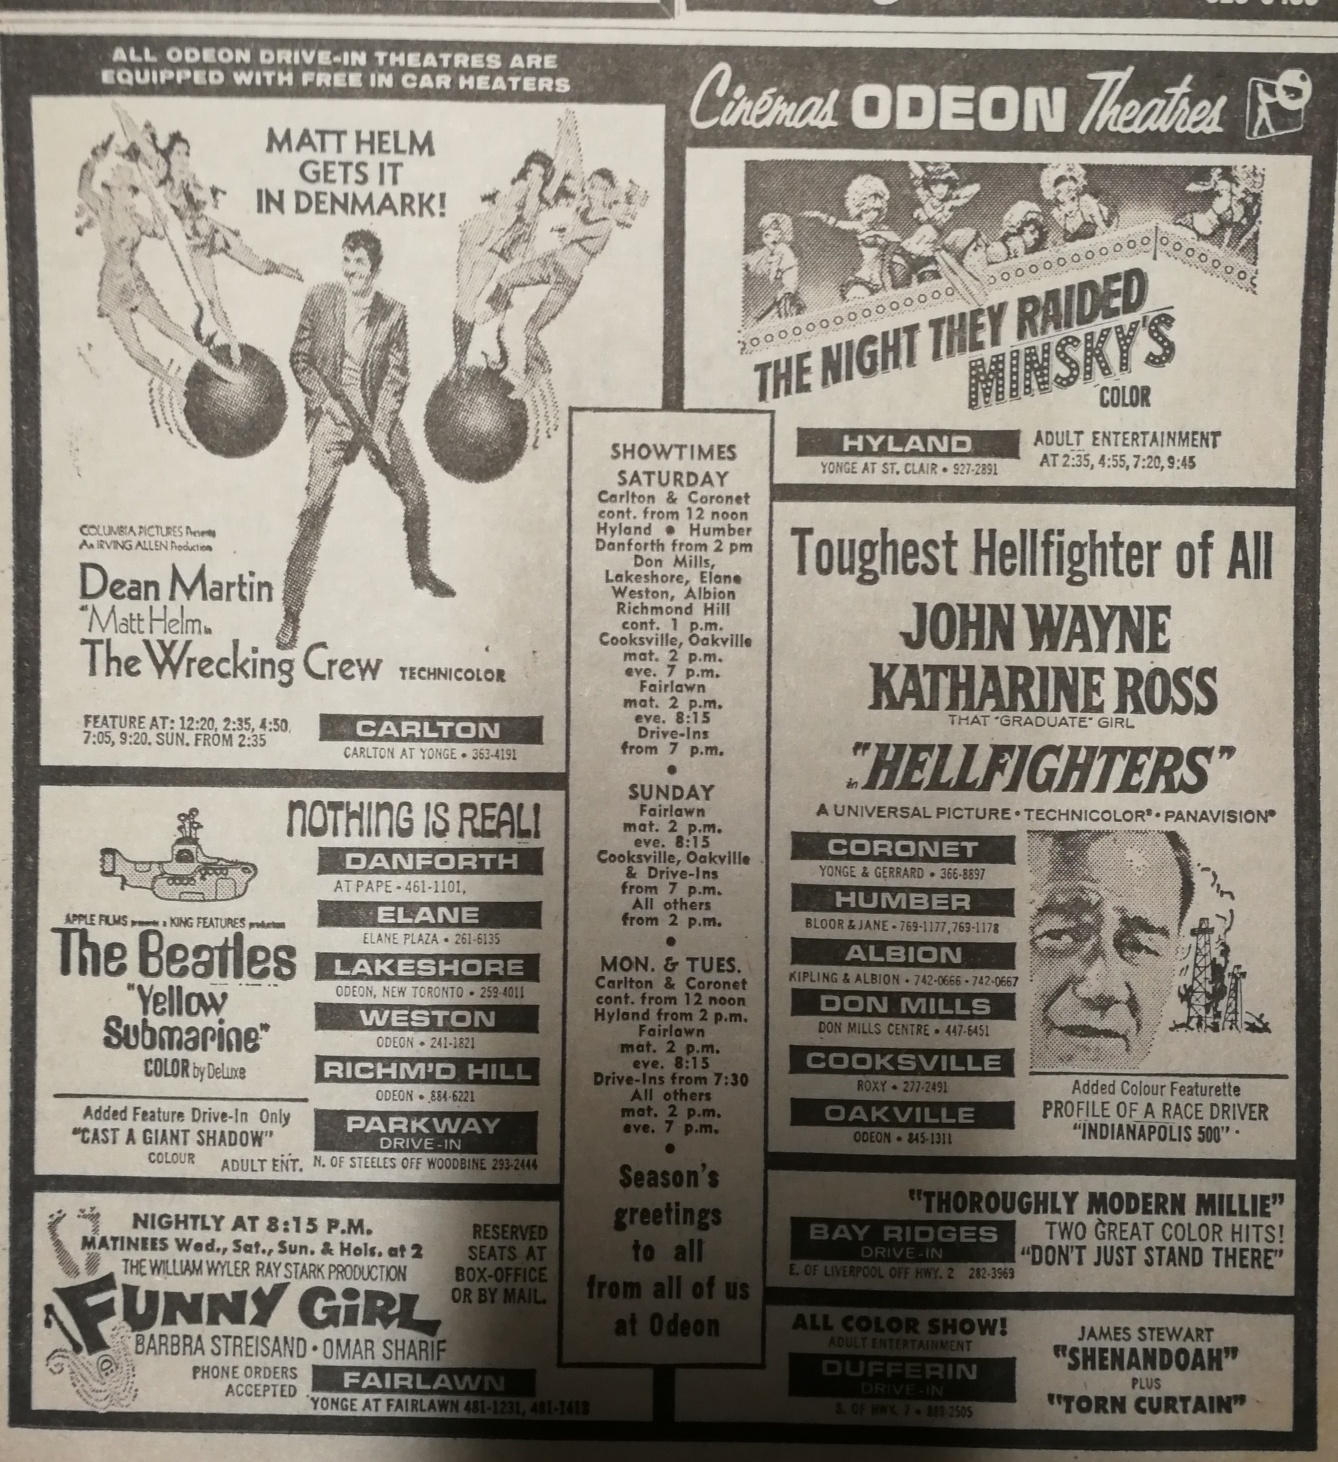 ALL ODEON DRIVE-IN THEATRES ARE
EQUIPPED WITH FREE IN CAR HEATERS
MATT HELM
GETS IT
IN DENMARK!
COLUMBIA PICTURES Presents
An IRVING ALLEN Production
Dean Martin
"Matt Helm in
The Wrecking Crew TECHNICOLOR
FEATURE AT: 12:20, 2:35, 4:50,
7:05, 9:20. SUN. FROM 2:35
CARLTON
CARLTON AT YONGE • 363-4191
NOTHING IS REAL!
APPLE FILMS presents a KING FEATURES production
The Beatles
"Yellow
Submarine"
COLOR by DeLuxe
Added Feature Drive-In Only
"CAST A GIANT SHADOW"
COLOUR ADULT ENT.
DANFORTH
AT PAPE - 461-1101,
ELANE
ELANE PLAZA • 261-6135
LAKESHORE
ODEON, NEW TORONTO • 259-4011
WESTON
ODEON • 241-1821
RICHM'D HILL
ODEON • 884-6221
PARKWAY
DRIVE-IN
N. OF STEELES OFF WOODBINE 293-2444
NIGHTLY AT 8:15 P.M.
MATINEES Wed., Sat., Sun. & Hols. at 2
THE WILLIAM WYLER RAY STARK PRODUCTION
FUNNY GiRL
BARBRA STREISAND • OMAR SHARIF
RESERVED
SEATS AT
BOX-OFFICE
OR BY MAIL.
PHONE ORDERS
ACCEPTED
FAIRLAWN
YONGE AT FAIRLAWN 481-1231, 481-1413
SHOWTIMES
SATURDAY
Carlton & Coronet
cont. from 12 noon
Hyland • Humber
Danforth from 2 pm
Don Mills,
Lakeshore, Elane
Weston, Albion
Richmond Hill
cont. 1 p.m.
Cooksville, Oakville
mat. 2 p.m.
eve. 7 p.m.
Fairlawn
mat. 2 p.m.
eve. 8:15
Drive-Ins
from 7 p.m.
•
SUNDAY
Fairlawn
mat. 2 p.m.
eve. 8:15
Cooksville, Oakville
& Drive-Ins
from 7 p.m.
All others
from 2 p.m.
•
MON. & TUES.
Carlton & Coronet
cont. from 12 noon
Hyland from 2 p.m.
Fairlawn
mat. 2 p.m.
eve. 8:15
Drive-Ins from 7:30
All others
mat. 2 p.m.
eve. 7 p.m.
•
Season's
greetings
to all
from all of us
at Odeon
Cinémas ODEON Theatres
THE NIGHT THEY RAIDED
MINSKY'S
COLOR
HYLAND
YONGE AT ST. CLAIR • 927-2891
ADULT ENTERTAINMENT
AT 2:35, 4:55, 7:20, 9:45
Toughest Hellfighter of All
JOHN WAYNE
KATHARINE ROSS
THAT "GRADUATE" GIRL
in "HELLFIGHTERS"
A UNIVERSAL PICTURE • TECHNICOLOR® • PANAVISION®
CORONET
YONGE & GERRARD • 366-8897
HUMBER
BLOOR & JANE • 769-1177, 769-1178
ALBION
KIPLING & ALBION • 742-0666 • 742-0667
DON MILLS
DON MILLS CENTRE • 447-6451
COOKSVILLE
ROXY • 277-2491
OAKVILLE
ODEON • 845-1311
Added Colour Featurette
PROFILE OF A RACE DRIVER
"INDIANAPOLIS 500"
"THOROUGHLY MODERN MILLIE"
BAY RIDGES
DRIVE-IN
E. OF LIVERPOOL OFF HWY. 2 282-3963
TWO GREAT COLOR HITS!
"DON'T JUST STAND THERE"
ALL COLOR SHOW!
ADULT ENTERTAINMENT
DUFFERIN
DRIVE-IN
S. OF HWY. 7
JAMES STEWART
"SHENANDOAH"
PLUS
"TORN CURTAIN"